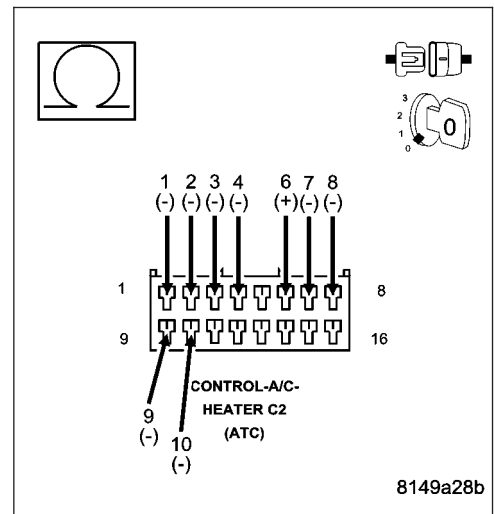 3
2
1
0
0
1 2 3 4 6 7 8
(-) (-) (-) (-) (+) (-) (-)
1 8
9 16
CONTROL-A/C-
HEATER C2
(ATC)
9
(-)
10
(-)
8149a28b